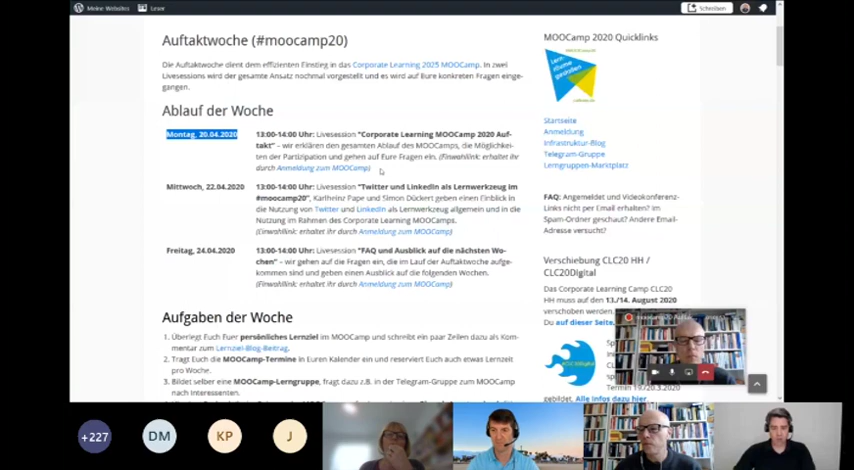 Meine Websites
Leser
Schreiben
Auftaktwoche (#moocamp20)
Die Auftaktwoche dient dem effizienten Einstieg in das Corporate Learning 2025 MOOCamp. In zwei
Livesessions wird der gesamte Ansatz nochmal vorgestellt und es wird auf Eure konkreten Fragen einge-
gangen.
Ablauf der Woche
Montag, 20.04.2020
13:00-14:00 Uhr: Livesession "Corporate Learning MOOCamp 2020 Auf-
takt" – wir erklären den gesamten Ablauf des MOOCamps, die Möglichkei-
ten der Partizipation und gehen auf Eure Fragen ein. (Einwahllink: erhaltet ihr
durch Anmeldung zum MOOCamp)
Mittwoch, 22.04.2020
13:00-14:00 Uhr: Livesession "Twitter und LinkedIn als Lernwerkzeug im
#moocamp20", Karlheinz Pape und Simon Dückert geben einen Einblick in
die Nutzung von Twitter und LinkedIn als Lernwerkzeug allgemein und in die
Nutzung im Rahmen des Corporate Learning MOOCamps.
(Einwahllink: erhaltet ihr durch Anmeldung zum MOOCamp)
Freitag, 24.04.2020
13:00-14:00 Uhr: Livesession "FAQ und Ausblick auf die nächsten Wo-
chen" – wir gehen auf die Fragen ein, die im Lauf der Auftaktwoche aufge-
kommen sind und geben einen Ausblick auf die folgenden Wochen.
(Einwahllink: erhaltet ihr durch Anmeldung zum MOOCamp)
Aufgaben der Woche
1. Überlegt Euch Euer persönliches Lernziel im MOOCamp und schreibt ein paar Zeilen dazu als Kom-
mentar zum Lernziel-Blog-Beitrag.
2. Tragt Euch die MOOCamp-Termine in Euren Kalender ein und reserviert Euch auch etwas Lernzeit
pro Woche.
3. Bildet selber eine MOOCamp-Lerngruppe, fragt dazu z.B. in der Telegram-Gruppe zum MOOCamp
nach Interessenten.
MOOCamp 2020 Quicklinks
Lern
räume
gestalten
Startseite
Anmeldung
Infrastruktur-Blog
Telegram-Gruppe
Lerngruppen-Marktplatz
FAQ: Angemeldet und Videokonferenz-
Links nicht per Email erhalten? Im
Spam-Ordner geschaut? Andere Email-
Adresse versucht?
Verschiebung CLC20 HH /
CLC20Digital
Das Corporate Learning Camp CLC20
HH muss auf den 13./14. August 2020
verschoben werden.
Du auf dieser Seite.
Termin 19./20.3.2020
gebildet. Alle Infos dazu hier.
+227
DM
KP
J